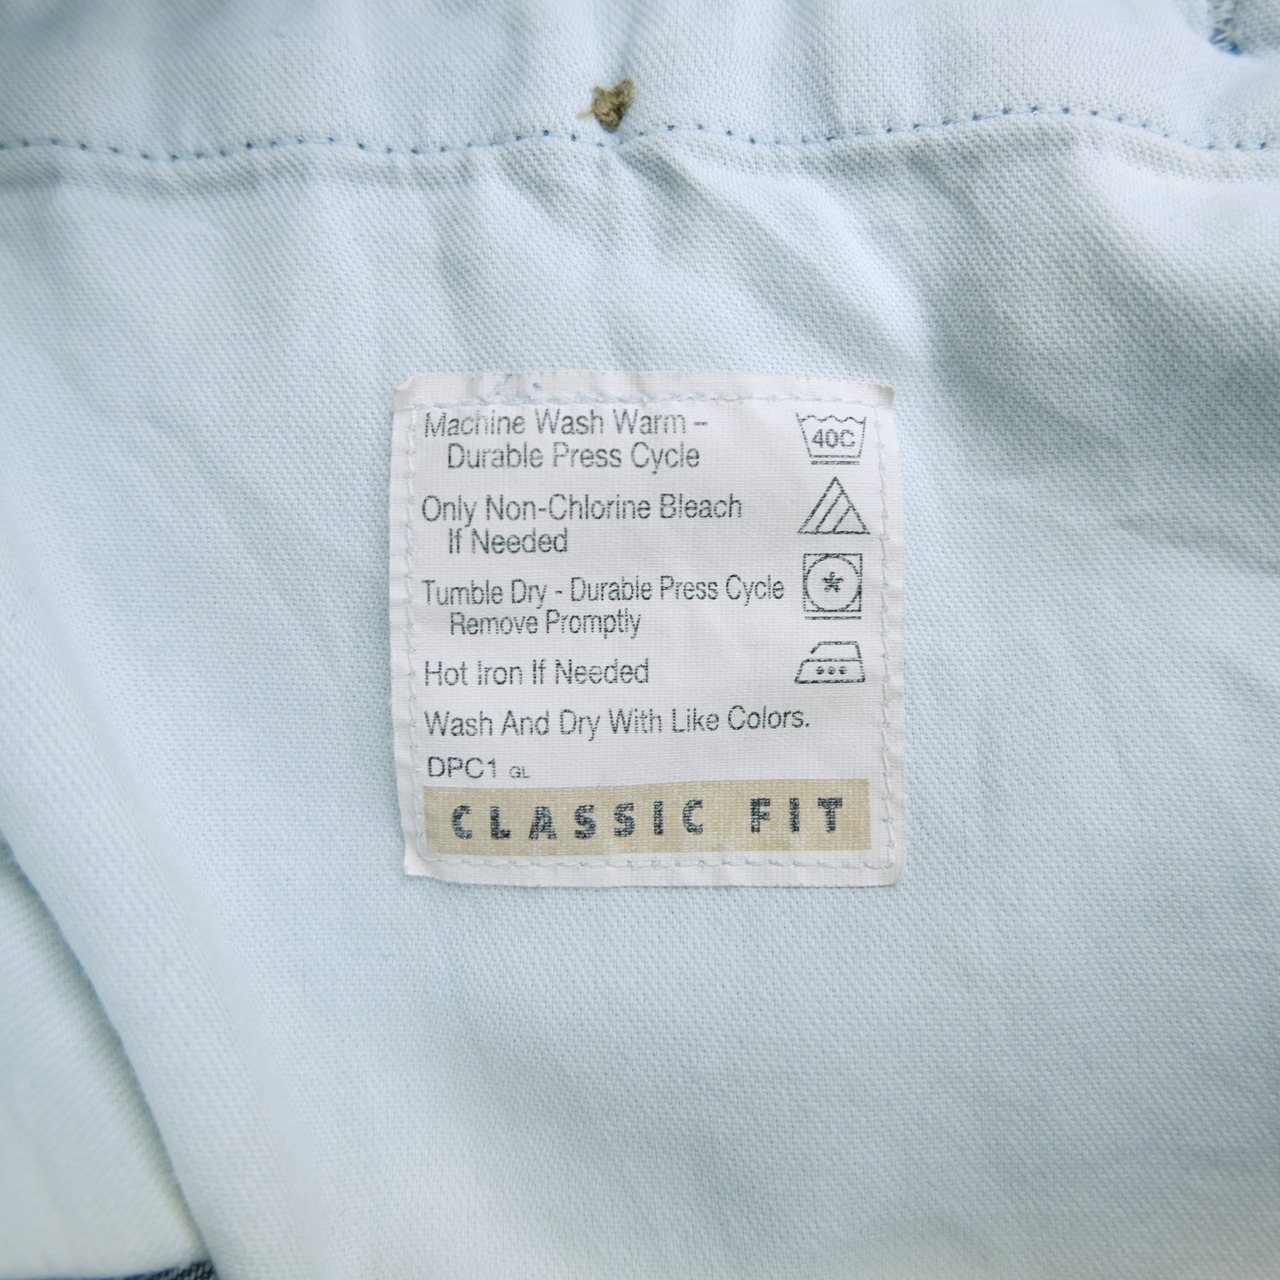 Machine Wash Warm –
Durable Press Cycle
40C
Only Non-Chlorine Bleach
If Needed
Tumble Dry - Durable Press Cycle
Remove Promptly
Hot Iron If Needed
Wash And Dry With Like Colors.
DPC1 GL
CLASSIC FIT